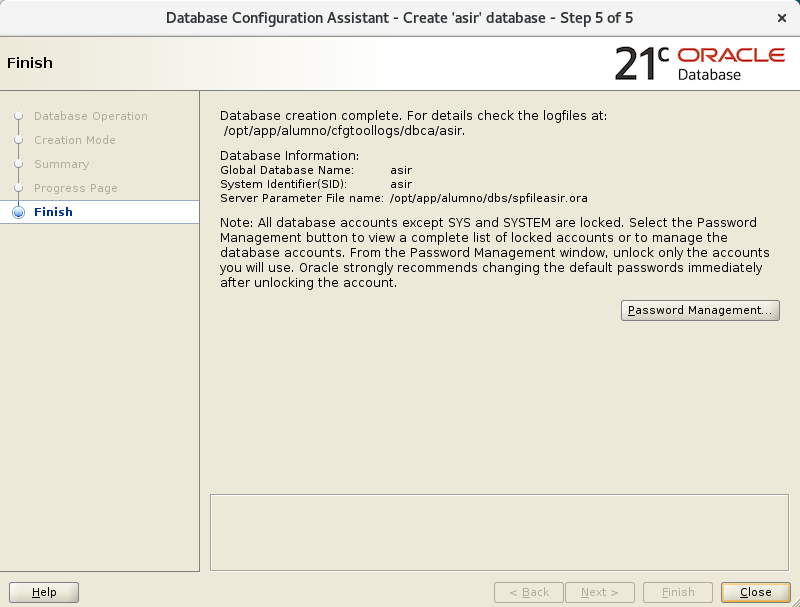 Database Configuration Assistant - Create 'asir' database - Step 5 of 5
×
Finish
21c ORACLE
Database
Database Operation
Creation Mode
Summary
Progress Page
Finish
Database creation complete. For details check the logfiles at:
/opt/app/alumno/cfgtoollogs/dbca/asir.
Database Information:
Global Database Name: asir
System Identifier(SID): asir
Server Parameter File name: /opt/app/alumno/dbs/spfileasir.ora
Note: All database accounts except SYS and SYSTEM are locked. Select the Password
Management button to view a complete list of locked accounts or to manage the
database accounts. From the Password Management window, unlock only the accounts
you will use. Oracle strongly recommends changing the default passwords immediately
after unlocking the account.
Password Management...
Help
< Back
Next >
Finish
Close